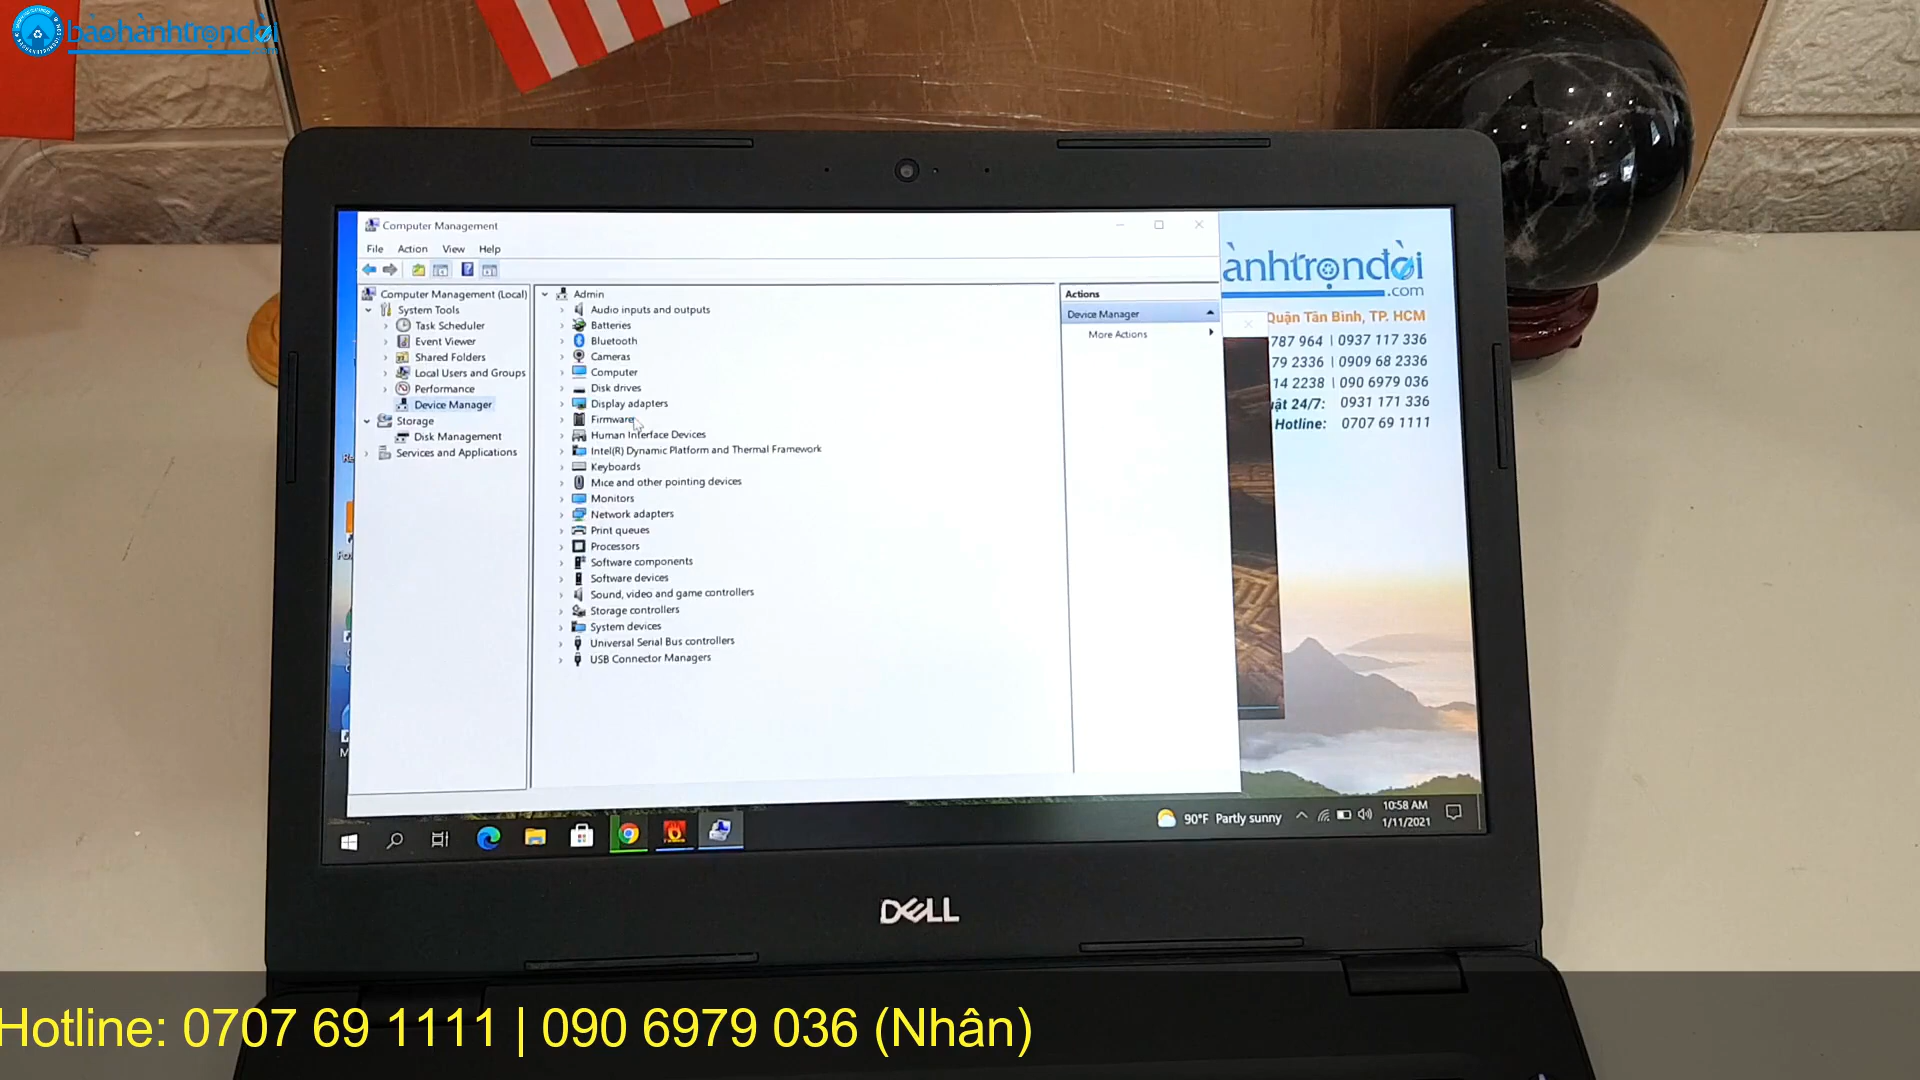 bảohànhtrọnđời
.com
Computer Management
File Action View Help
Computer Management (Local)
System Tools
Task Scheduler
Event Viewer
Shared Folders
Local Users and Groups
Performance
Device Manager
Storage
Disk Management
Services and Applications
Admin
Audio inputs and outputs
Batteries
Bluetooth
Cameras
Computer
Disk drives
Display adapters
Firmware
Human Interface Devices
Intel(R) Dynamic Platform and Thermal Framework
Keyboards
Mice and other pointing devices
Monitors
Network adapters
Print queues
Processors
Software components
Software devices
Sound, video and game controllers
Storage controllers
System devices
Universal Serial Bus controllers
USB Connector Managers
Actions
Device Manager
More Actions
ànhtrọnđời
.com
Quận Tân Bình, TP. HCM
787 964 | 0937 117 336
79 2336 | 0909 68 2336
14 2238 | 090 6979 036
uật 24/7: 0931 171 336
Hotline: 0707 69 1111
90°F Partly sunny
10:58 AM
1/11/2021
DELL
Hotline: 0707 69 1111 | 090 6979 036 (Nhân)